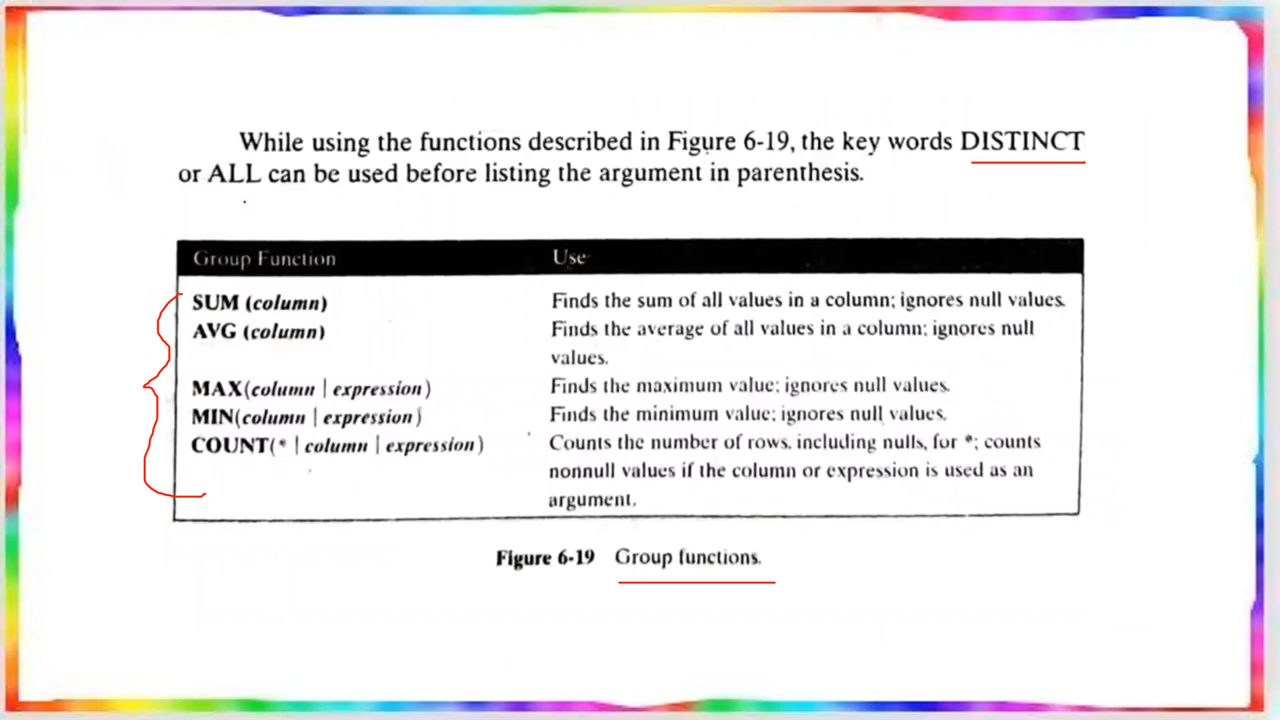 While using the functions described in Figure 6-19, the key words DISTINCT
or ALL can be used before listing the argument in parenthesis.
Group Function Use
SUM (column) Finds the sum of all values in a column; ignores null values.
AVG (column) Finds the average of all values in a column; ignores null
values.
MAX(column | expression) Finds the maximum value; ignores null values.
MIN(column | expression) Finds the minimum value; ignores null values.
COUNT(* | column | expression) Counts the number of rows, including nulls, for *; counts
nonnull values if the column or expression is used as an
argument.
Figure 6-19 Group functions.